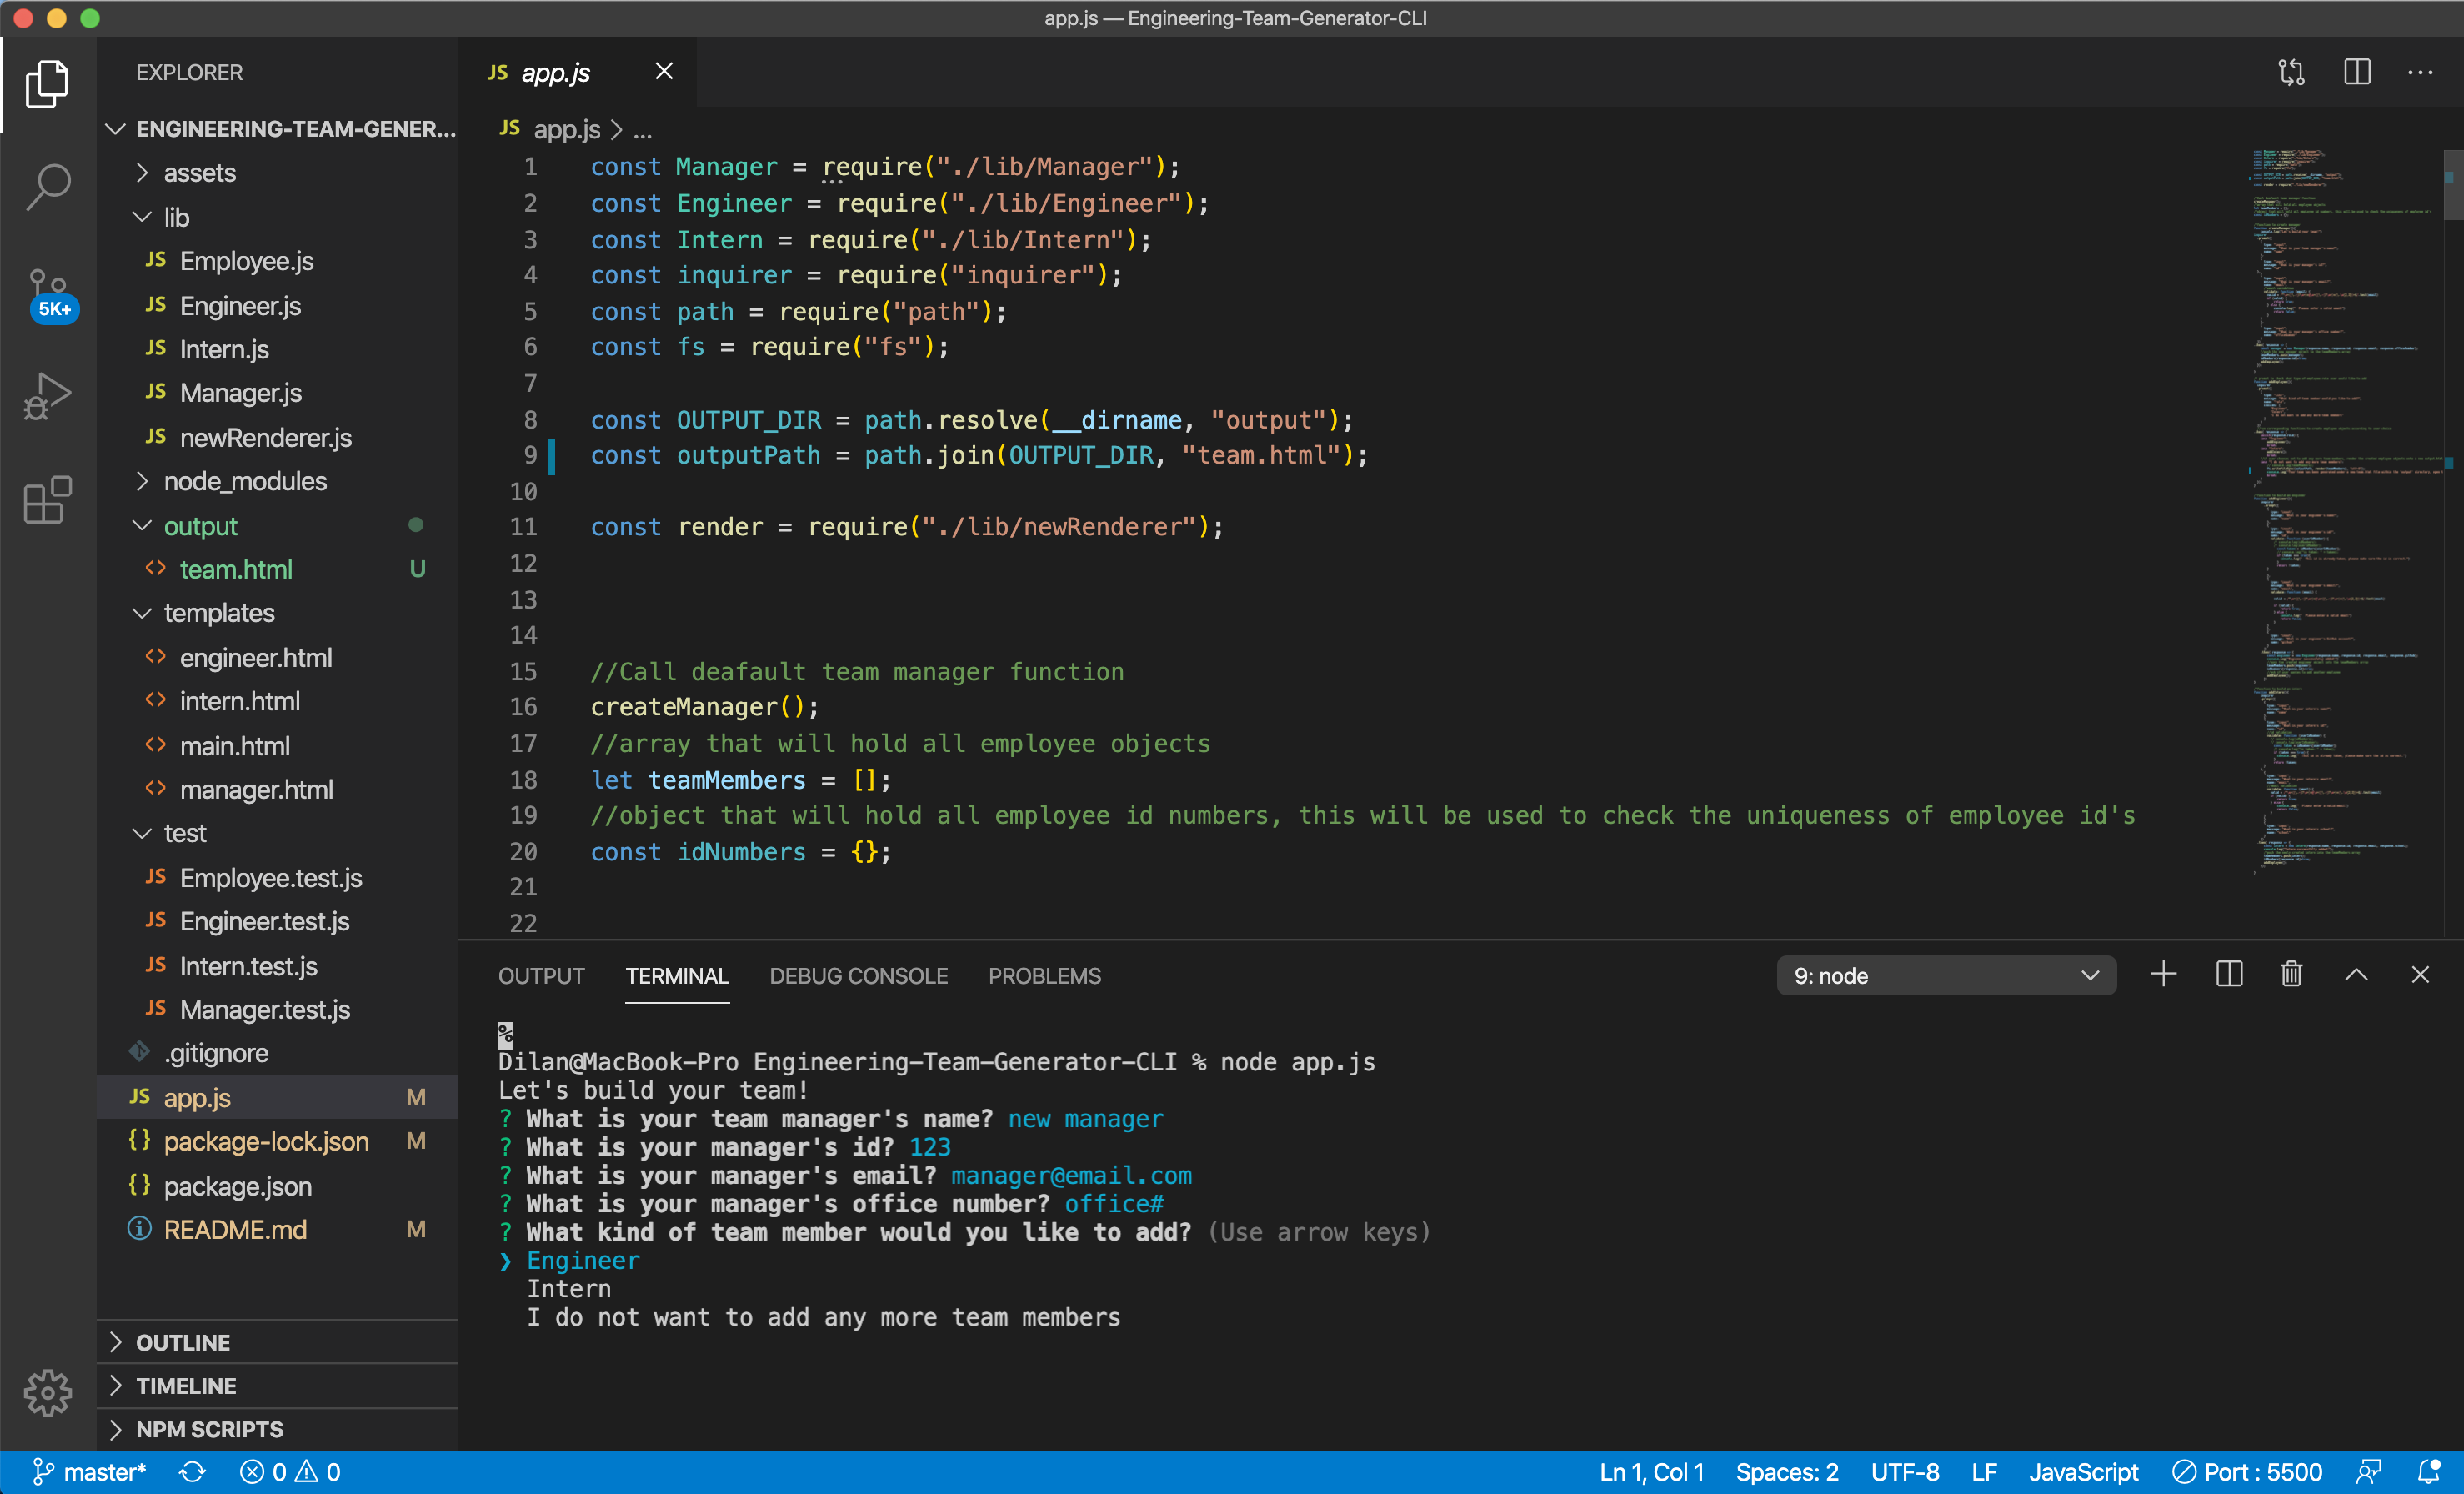 app.js — Engineering-Team-Generator-CLI
EXPLORER
ENGINEERING-TEAM-GENER...
assets
lib
JS Employee.js
JS Engineer.js
JS Intern.js
JS Manager.js
JS newRenderer.js
node_modules
output
<> team.html U
templates
<> engineer.html
<> intern.html
<> main.html
<> manager.html
test
JS Employee.test.js
JS Engineer.test.js
JS Intern.test.js
JS Manager.test.js
.gitignore
JS app.js M
{} package-lock.json M
{} package.json
README.md M
OUTLINE
TIMELINE
NPM SCRIPTS
5K+
JS app.js
JS app.js > ...
1 const Manager = require("./lib/Manager");
2 const Engineer = require("./lib/Engineer");
3 const Intern = require("./lib/Intern");
4 const inquirer = require("inquirer");
5 const path = require("path");
6 const fs = require("fs");
7
8 const OUTPUT_DIR = path.resolve(__dirname, "output");
9 const outputPath = path.join(OUTPUT_DIR, "team.html");
10
11 const render = require("./lib/newRenderer");
12
13
14
15 //Call deafault team manager function
16 createManager();
17 //array that will hold all employee objects
18 let teamMembers = [];
19 //object that will hold all employee id numbers, this will be used to check the uniqueness of employee id's
20 const idNumbers = {};
21
22
OUTPUT TERMINAL DEBUG CONSOLE PROBLEMS 9: node
%
Dilan@MacBook-Pro Engineering-Team-Generator-CLI % node app.js
Let's build your team!
? What is your team manager's name? new manager
? What is your manager's id? 123
? What is your manager's email? manager@email.com
? What is your manager's office number? office#
? What kind of team member would you like to add? (Use arrow keys)
❯ Engineer
Intern
I do not want to add any more team members
master* 0 0 Ln 1, Col 1 Spaces: 2 UTF-8 LF JavaScript Port : 5500